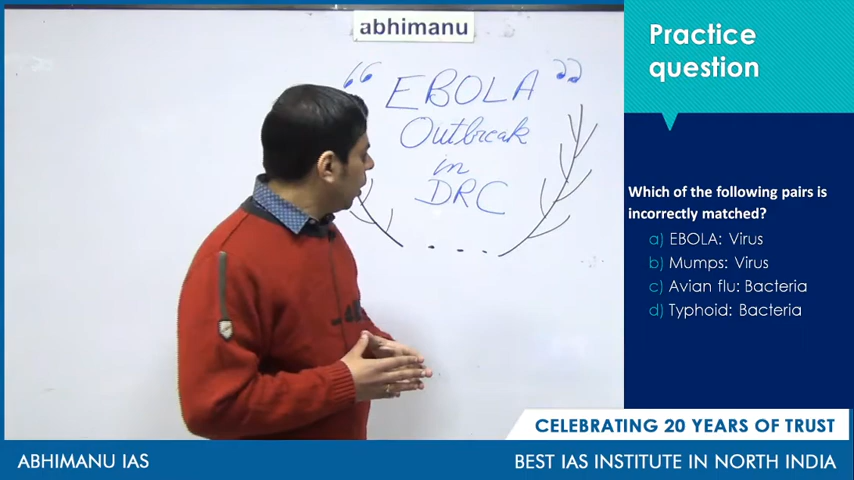 abhimanu
" EBOLA "
Outbreak
in
DRC
Practice
question
Which of the following pairs is
incorrectly matched?
a) EBOLA: Virus
b) Mumps: Virus
c) Avian flu: Bacteria
d) Typhoid: Bacteria
CELEBRATING 20 YEARS OF TRUST
ABHIMANU IAS
BEST IAS INSTITUTE IN NORTH INDIA